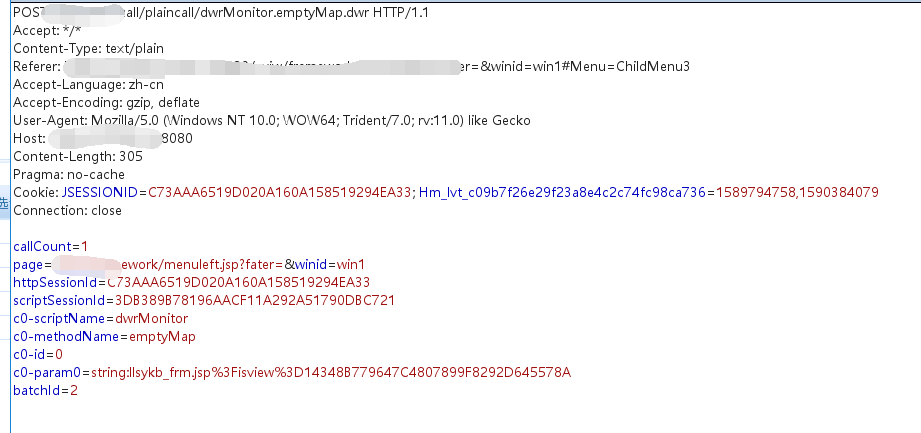 POST all/plaincall/dwrMonitor.emptyMap.dwr HTTP/1.1
Accept: */*
Content-Type: text/plain
Referer: er=&winid=win1#Menu=ChildMenu3
Accept-Language: zh-cn
Accept-Encoding: gzip, deflate
User-Agent: Mozilla/5.0 (Windows NT 10.0; WOW64; Trident/7.0; rv:11.0) like Gecko
Host: 8080
Content-Length: 305
Pragma: no-cache
Cookie: JSESSIONID=C73AAA6519D020A160A158519294EA33; Hm_lvt_c09b7f26e29f23a8e4c2c74fc98ca736=1589794758,1590384079
Connection: close
callCount=1
page= ework/menuleft.jsp?fater=&winid=win1
httpSessionId=C73AAA6519D020A160A158519294EA33
scriptSessionId=3DB389B78196AACF11A292A51790DBC721
c0-scriptName=dwrMonitor
c0-methodName=emptyMap
c0-id=0
c0-param0=string:llsykb_frm.jsp%3Fisview%3D14348B779647C4807899F8292D645578A
batchId=2
选